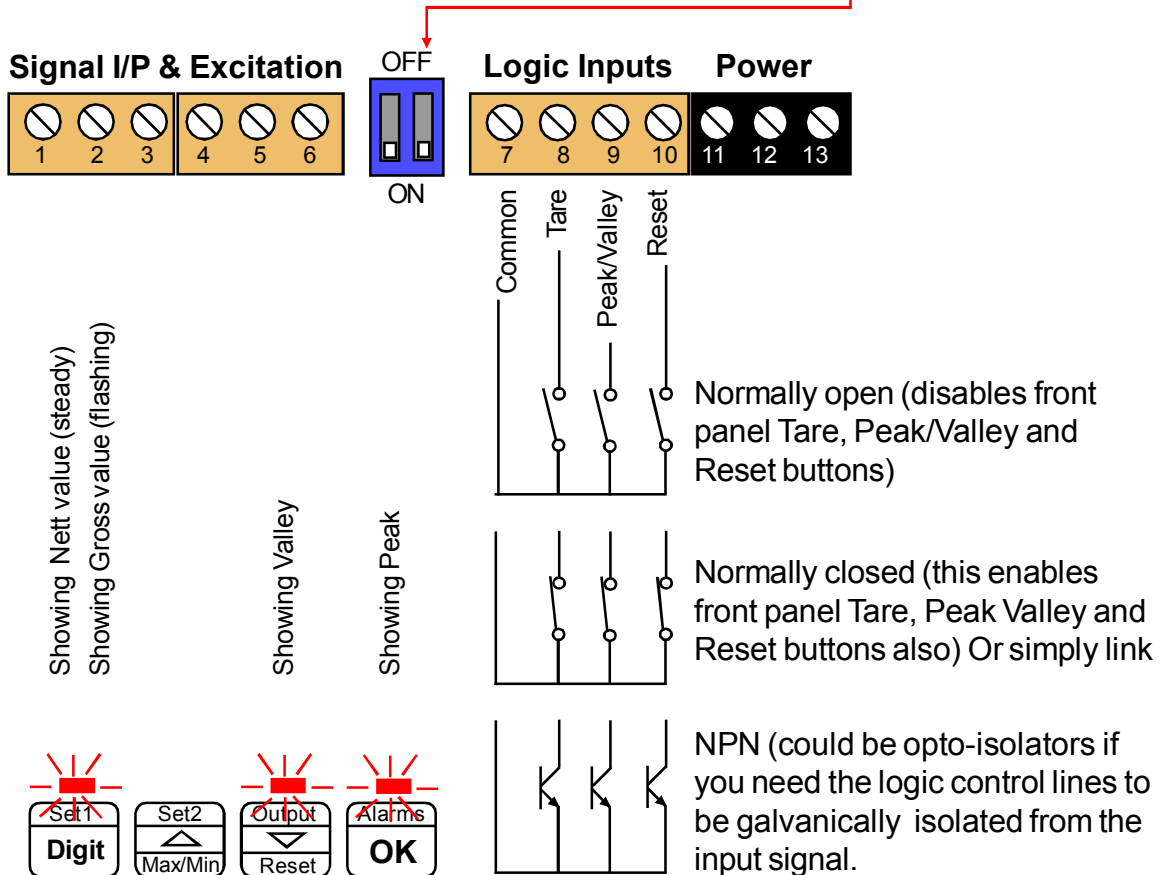 OFF
Signal I/P & Excitation
Logic Inputs
Power
1 2 3 4 5 6
7 8 9 10 11 12 13
ON
Common
Tare
Peak/Valley
Reset
Normally open (disables front
panel Tare, Peak/Valley and
Reset buttons)
Showing Nett value (steady)
Showing Gross value (flashing)
Showing Valley
Showing Peak
Normally closed (this enables
front panel Tare, Peak Valley and
Reset buttons also) Or simply link
NPN (could be opto-isolators if
you need the logic control lines to
be galvanically isolated from the
input signal.
Set1
Digit
Set2
Max/Min
Output
Reset
Alarms
OK